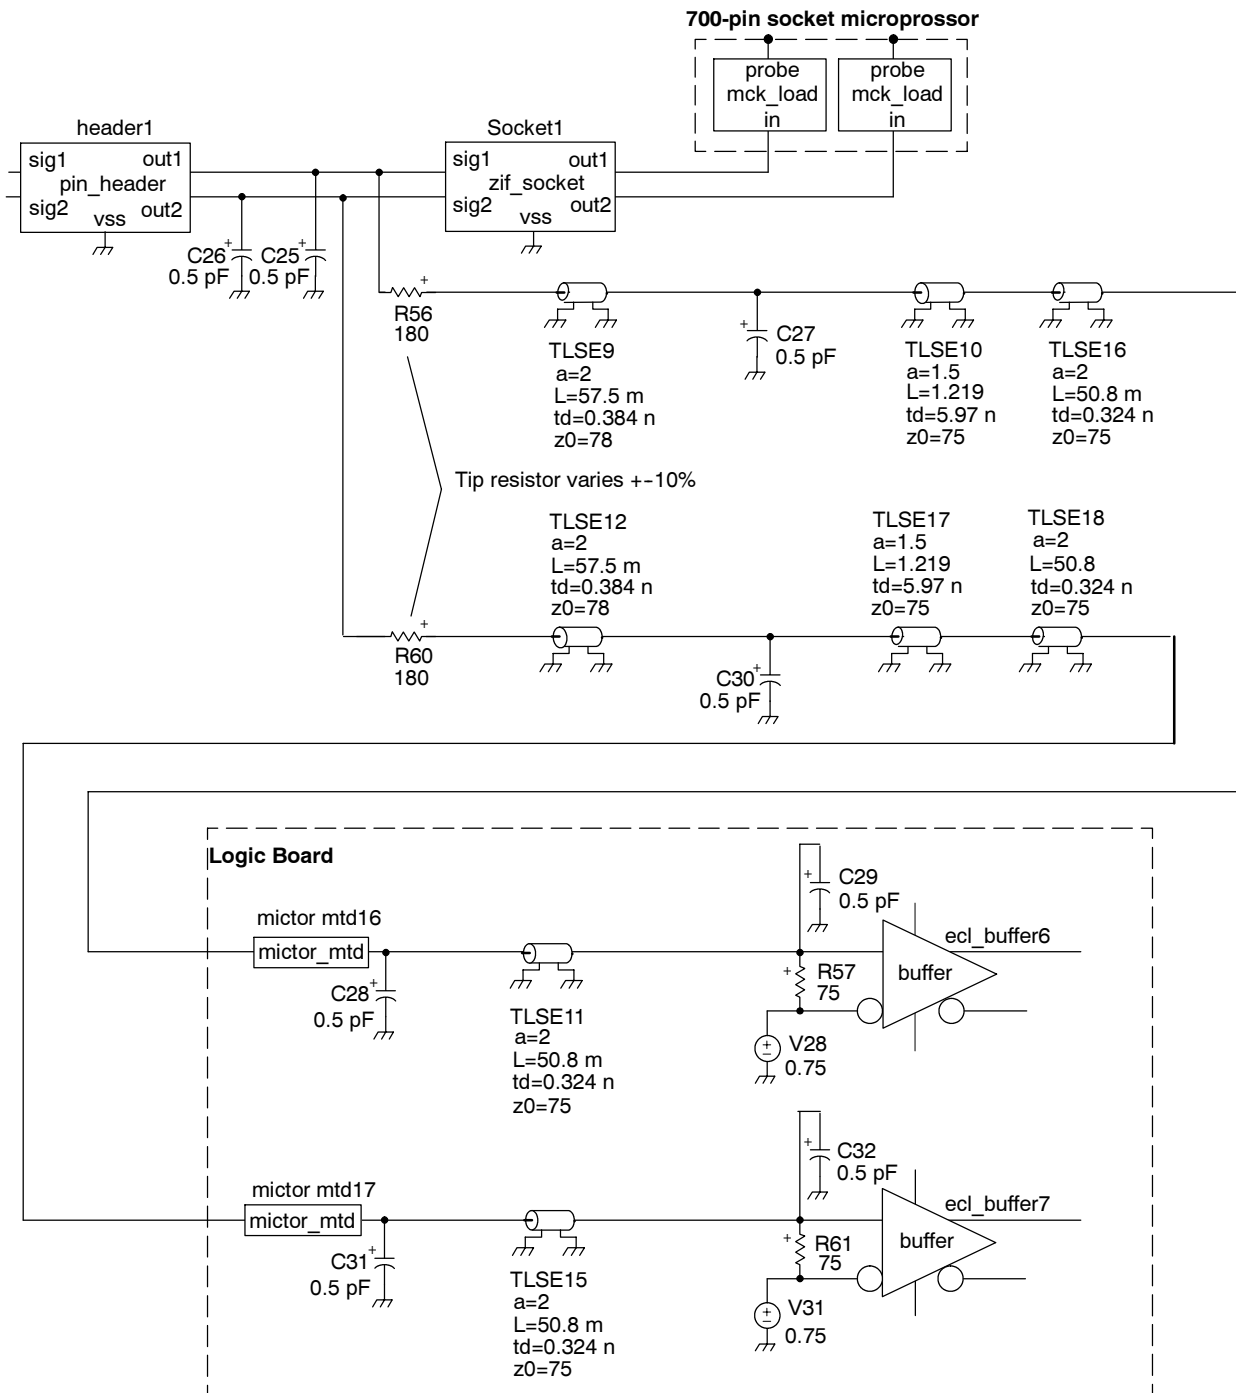 700-pin socket microprossor
probe
mck_load
in
probe
mck_load
in
header1
sig1
out1
pin_header
sig2
vss
out2
Socket1
sig1
out1
zif_socket
sig2
vss
out2
+
C26
0.5 pF
+
C25
0.5 pF
+
R56
180
TLSE9
a=2
L=57.5 m
td=0.384 n
z0=78
+
C27
0.5 pF
TLSE10
a=1.5
L=1.219
td=5.97 n
z0=75
TLSE16
a=2
L=50.8 m
td=0.324 n
z0=75
Tip resistor varies +-10%
TLSE12
a=2
L=57.5 m
td=0.384 n
z0=78
TLSE17
a=1.5
L=1.219
td=5.97 n
z0=75
TLSE18
a=2
L=50.8
td=0.324 n
z0=75
+
R60
180
+
C30
0.5 pF
Logic Board
mictor mtd16
mictor_mtd
+
C28
0.5 pF
TLSE11
a=2
L=50.8 m
td=0.324 n
z0=75
+
C29
0.5 pF
+
R57
75
+
−
V28
0.75
buffer
ecl_buffer6
mictor mtd17
mictor_mtd
+
C31
0.5 pF
TLSE15
a=2
L=50.8 m
td=0.324 n
z0=75
+
C32
0.5 pF
+
R61
75
+
−
V31
0.75
buffer
ecl_buffer7